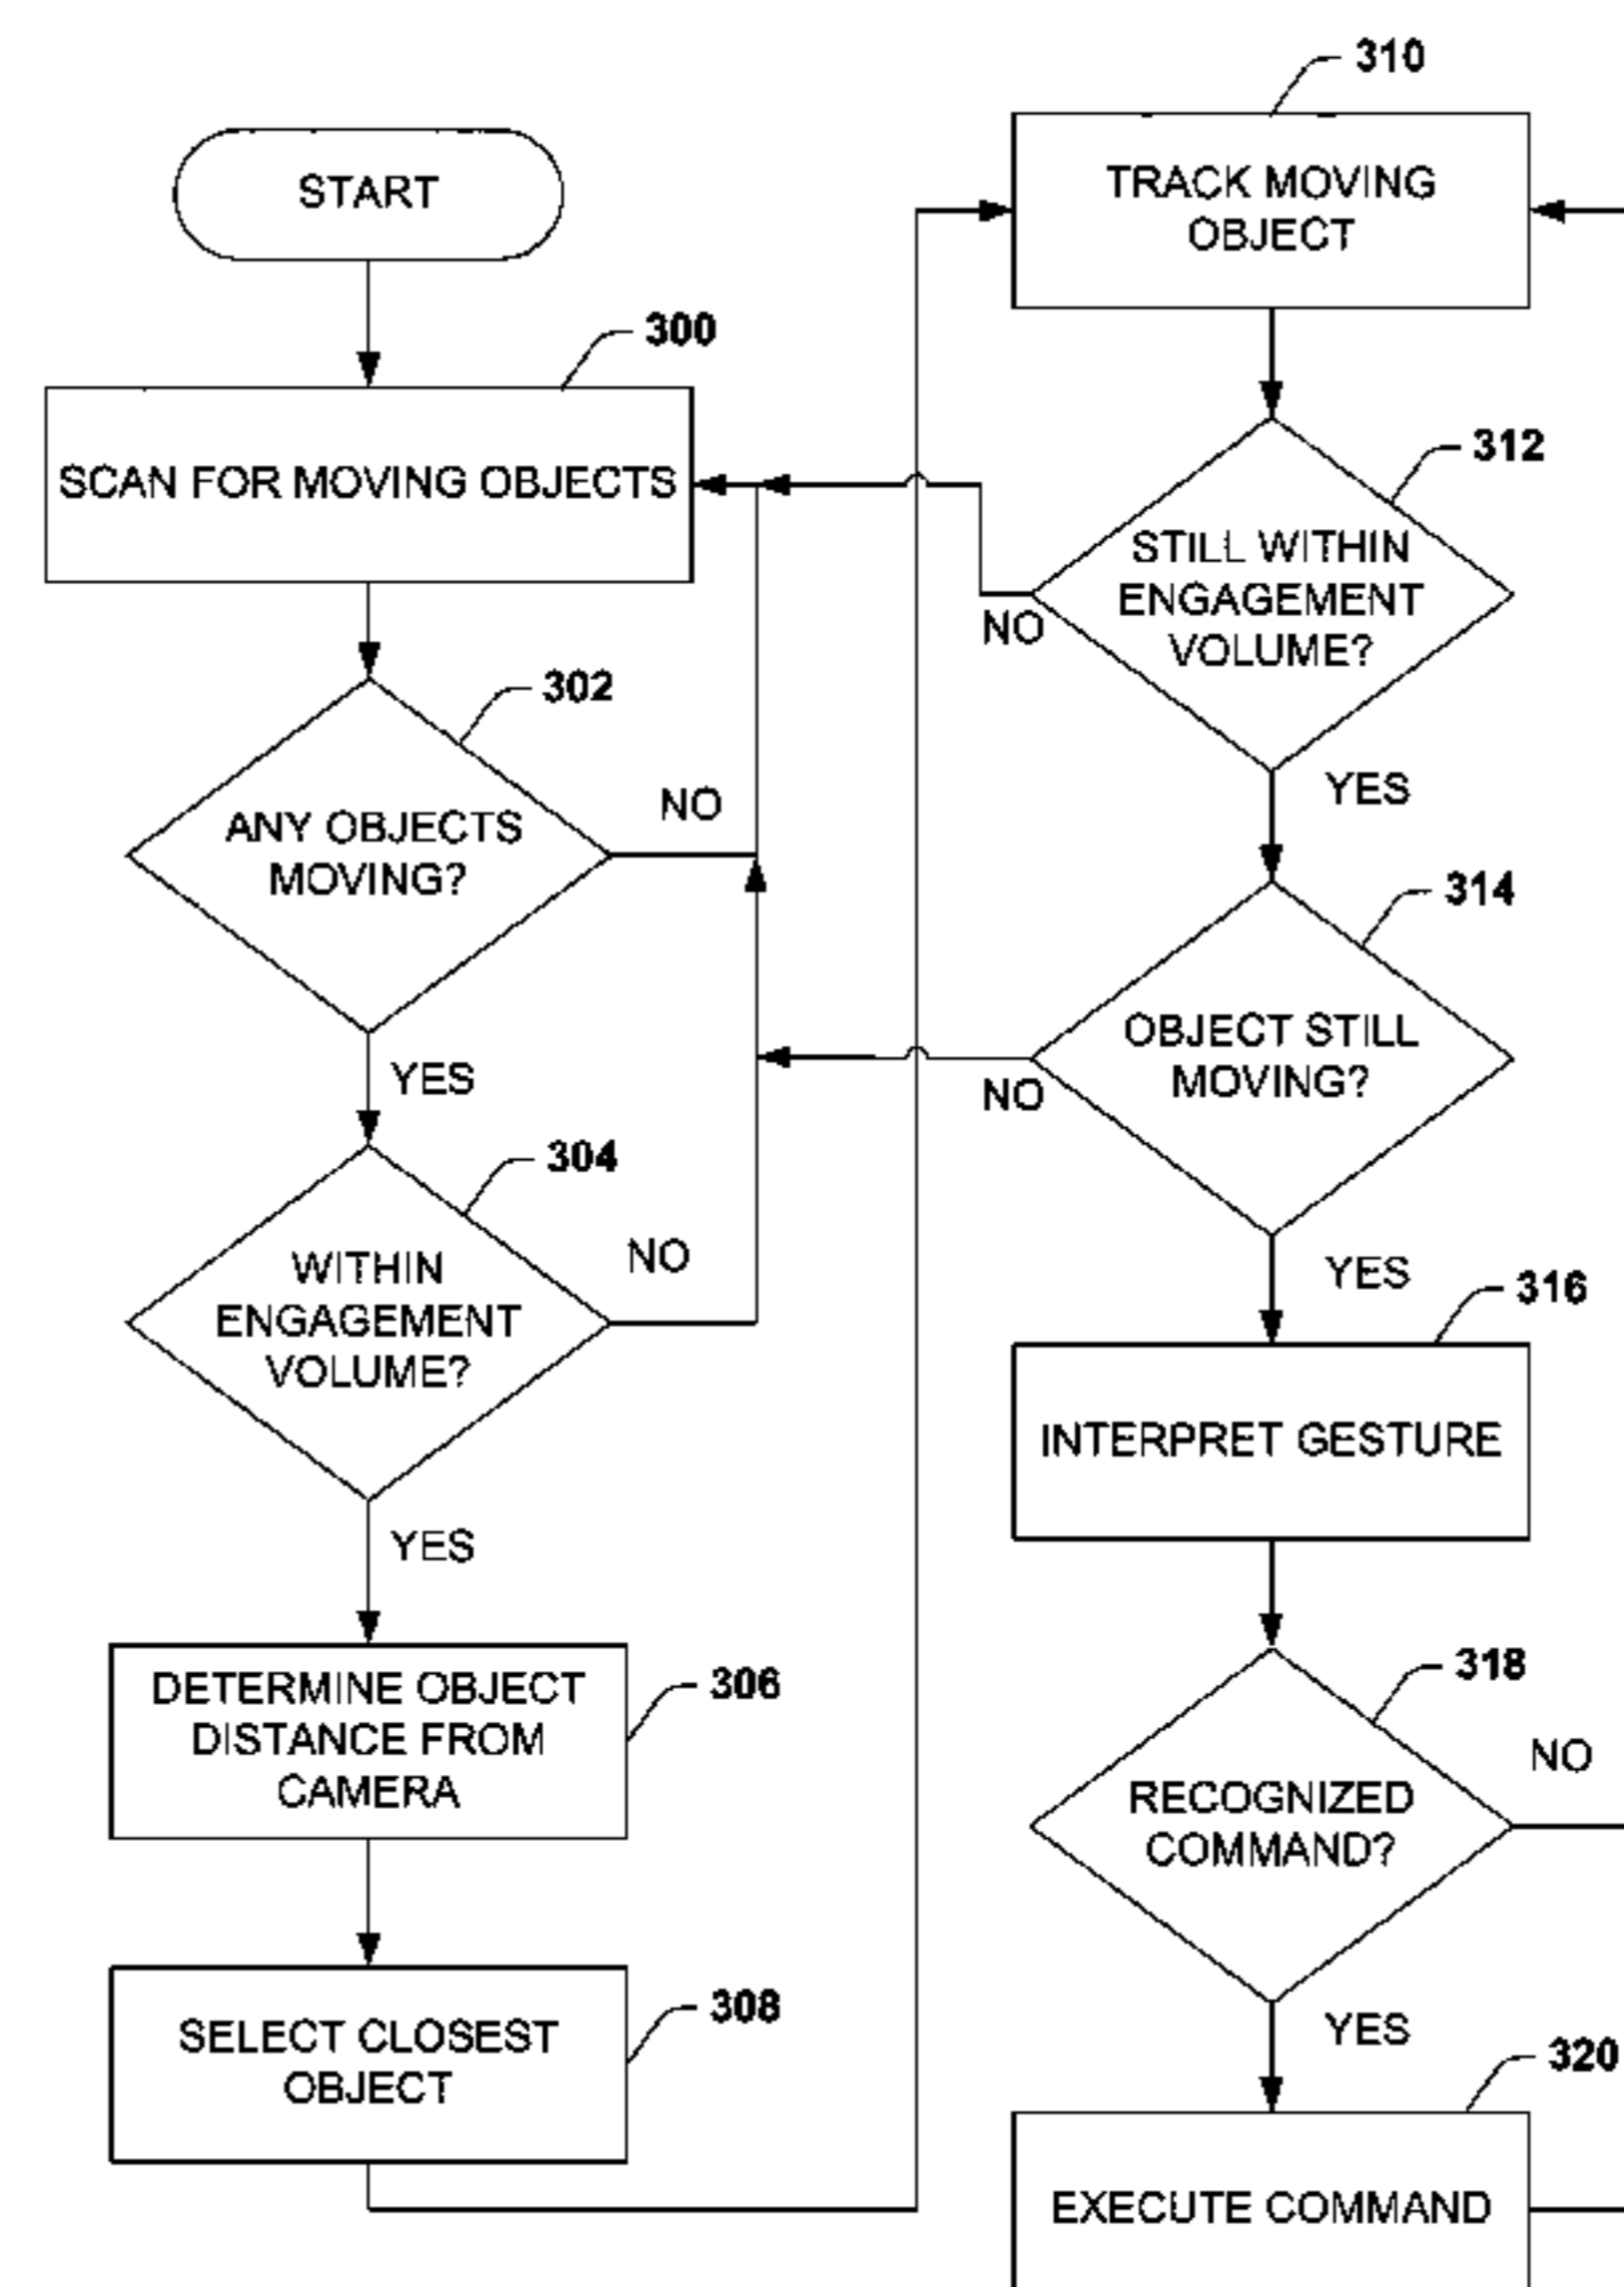 START
300
SCAN FOR MOVING OBJECTS
302
ANY OBJECTS
MOVING?
NO
YES
304
WITHIN
ENGAGEMENT
VOLUME?
NO
YES
306
DETERMINE OBJECT
DISTANCE FROM
CAMERA
308
SELECT CLOSEST
OBJECT
310
TRACK MOVING
OBJECT
312
STILL WITHIN
ENGAGEMENT
VOLUME?
NO
YES
314
OBJECT STILL
MOVING?
NO
YES
316
INTERPRET GESTURE
318
RECOGNIZED
COMMAND?
NO
YES
320
EXECUTE COMMAND